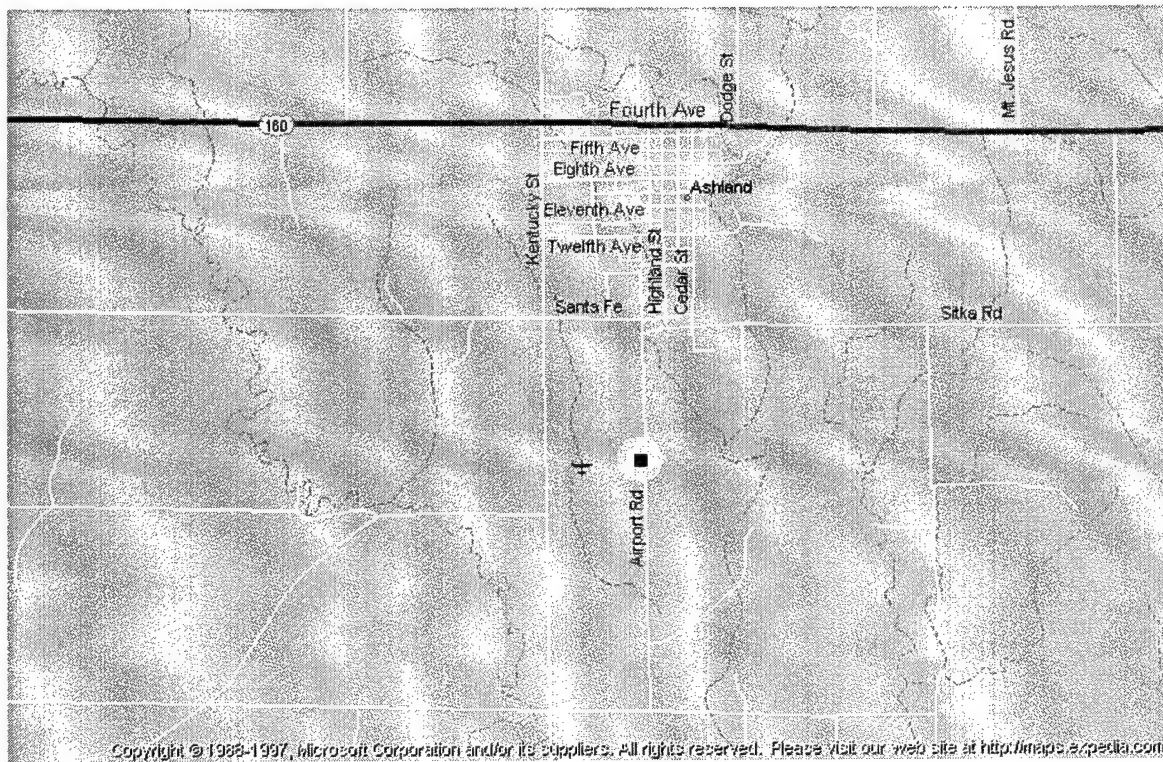 Mt. Jesus Rd
Dodge St
Fourth Ave
160
Fifth Ave
Eighth Ave
Ashland
Kentucky St
Eleventh Ave
Twelfth Ave
Highland St
Cedar St
Santa Fe
Sitka Rd
Airport Rd
Copyright © 1988-1997, Microsoft Corporation and/or its suppliers. All rights reserved. Please visit our web site at http://maps.expedia.com